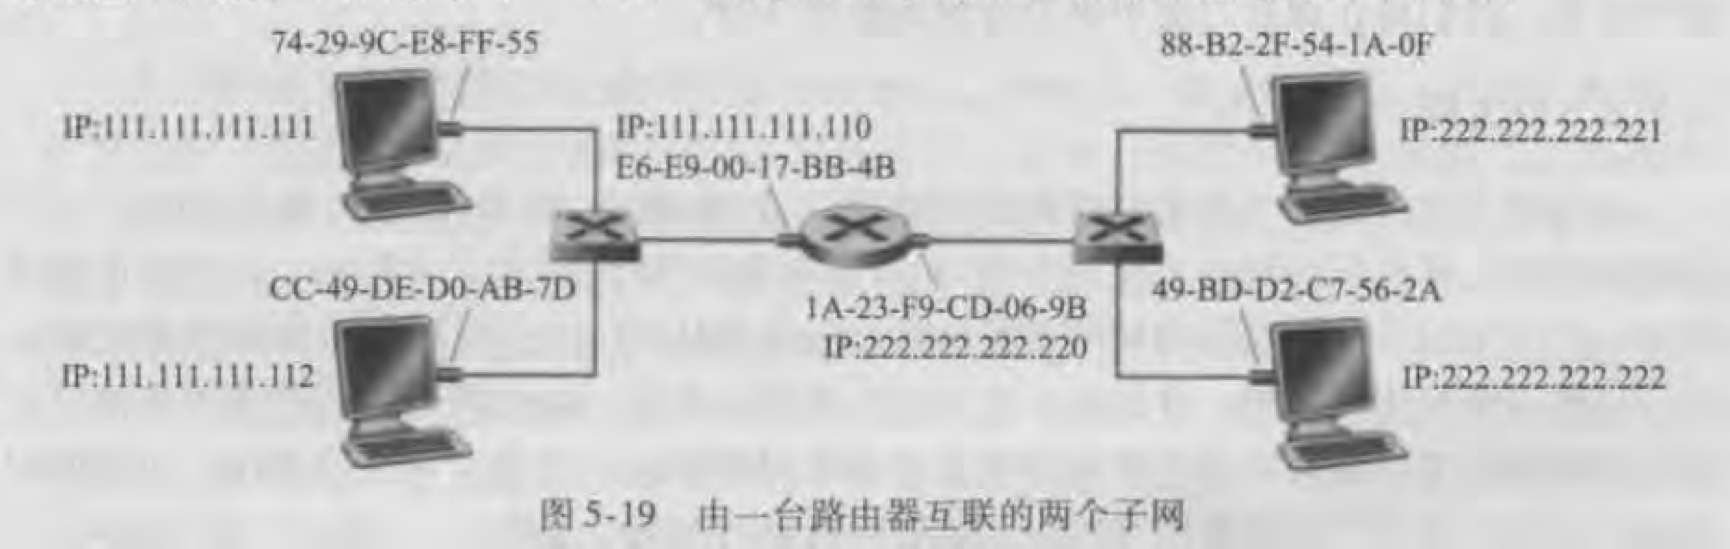 74-29-9C-E8-FF-55
88-B2-2F-54-1A-0F
IP:111.111.111.111
IP:111.111.111.110
E6-E9-00-17-BB-4B
IP:222.222.222.221
CC-49-DE-D0-AB-7D
1A-23-F9-CD-06-9B
IP:222.222.222.220
49-BD-D2-C7-56-2A
IP:111.111.111.112
IP:222.222.222.222
图 5-19 由一台路由器互联的两个子网